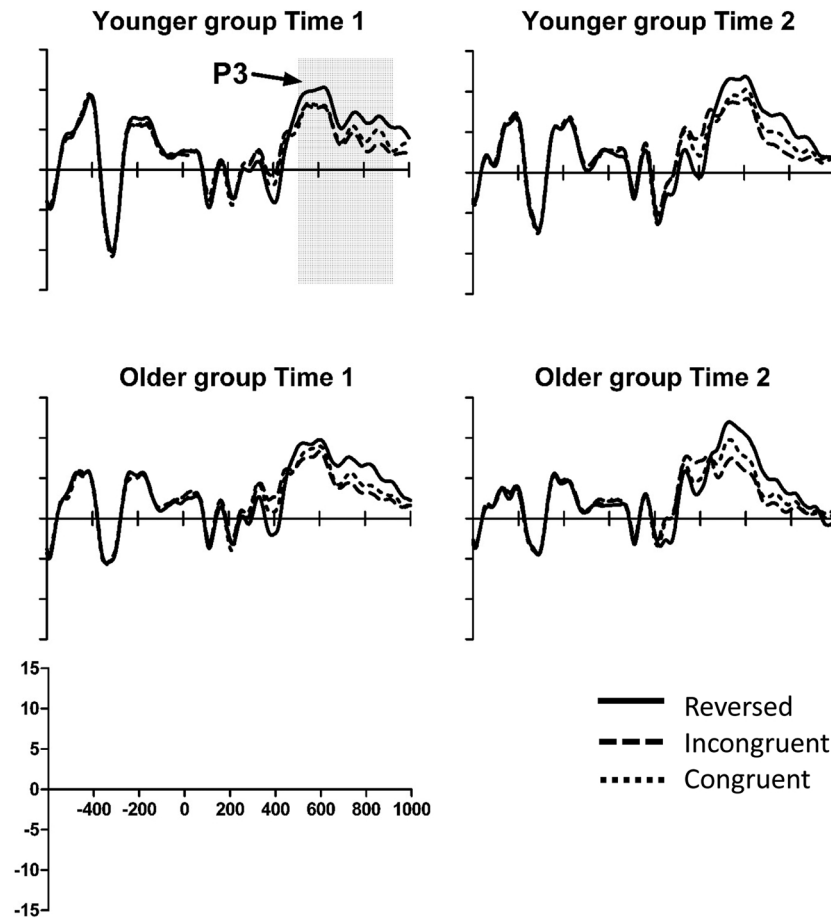 Younger group Time 1
Younger group Time 2
P3
Older group Time 1
Older group Time 2
15
10
5
0
-5
-10
-15
-400 -200 0 200 400 600 800 1000
Reversed
Incongruent
Congruent